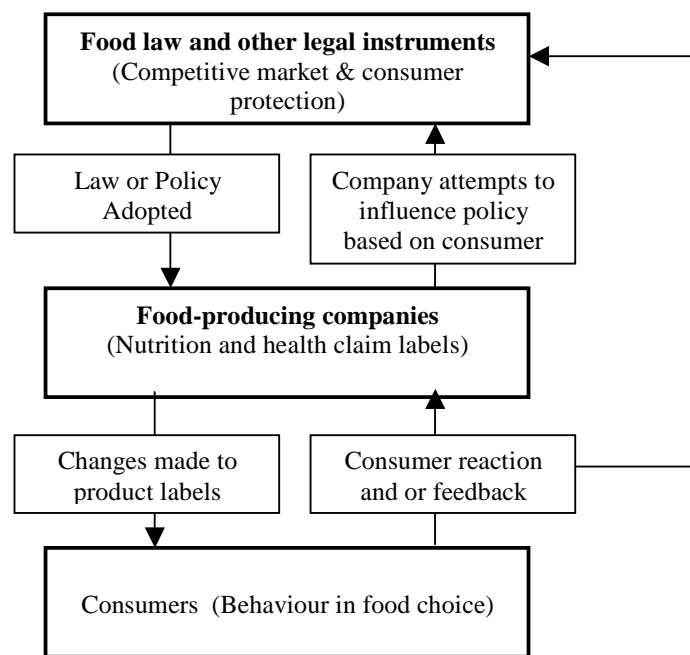 Food law and other legal instruments
(Competitive market & consumer
protection)
Law or Policy
Adopted
Company attempts to
influence policy
based on consumer
Food-producing companies
(Nutrition and health claim labels)
Changes made to
product labels
Consumer reaction
and or feedback
Consumers (Behaviour in food choice)